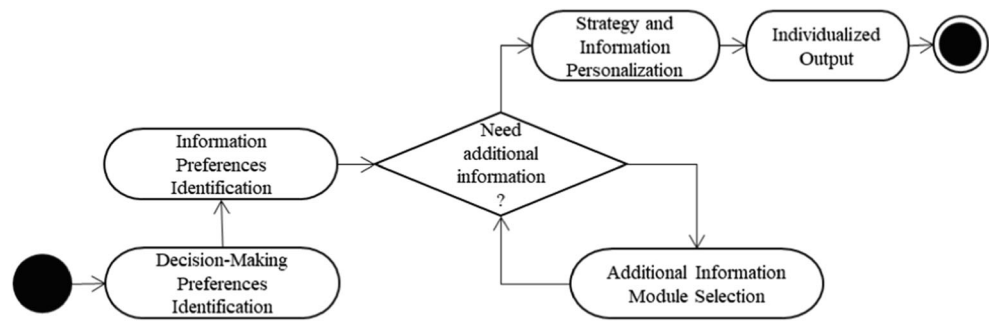 Strategy and
Information
Personalization
Individualized
Output
Information
Preferences
Identification
Need
additional
information
?
Decision-Making
Preferences
Identification
Additional Information
Module Selection